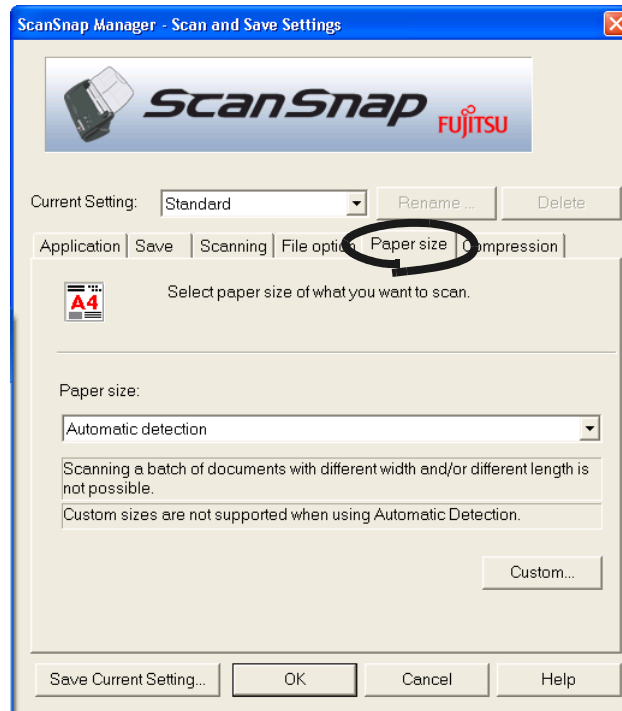 ScanSnap Manager - Scan and Save Settings
ScanSnap
FUJITSU
Current Setting: Standard Rename ... Delete
Application Save Scanning File option Paper size Compression
A4 Select paper size of what you want to scan.
Paper size:
Automatic detection
Scanning a batch of documents with different width and/or different length is
not possible.
Custom sizes are not supported when using Automatic Detection.
Custom...
Save Current Setting... OK Cancel Help